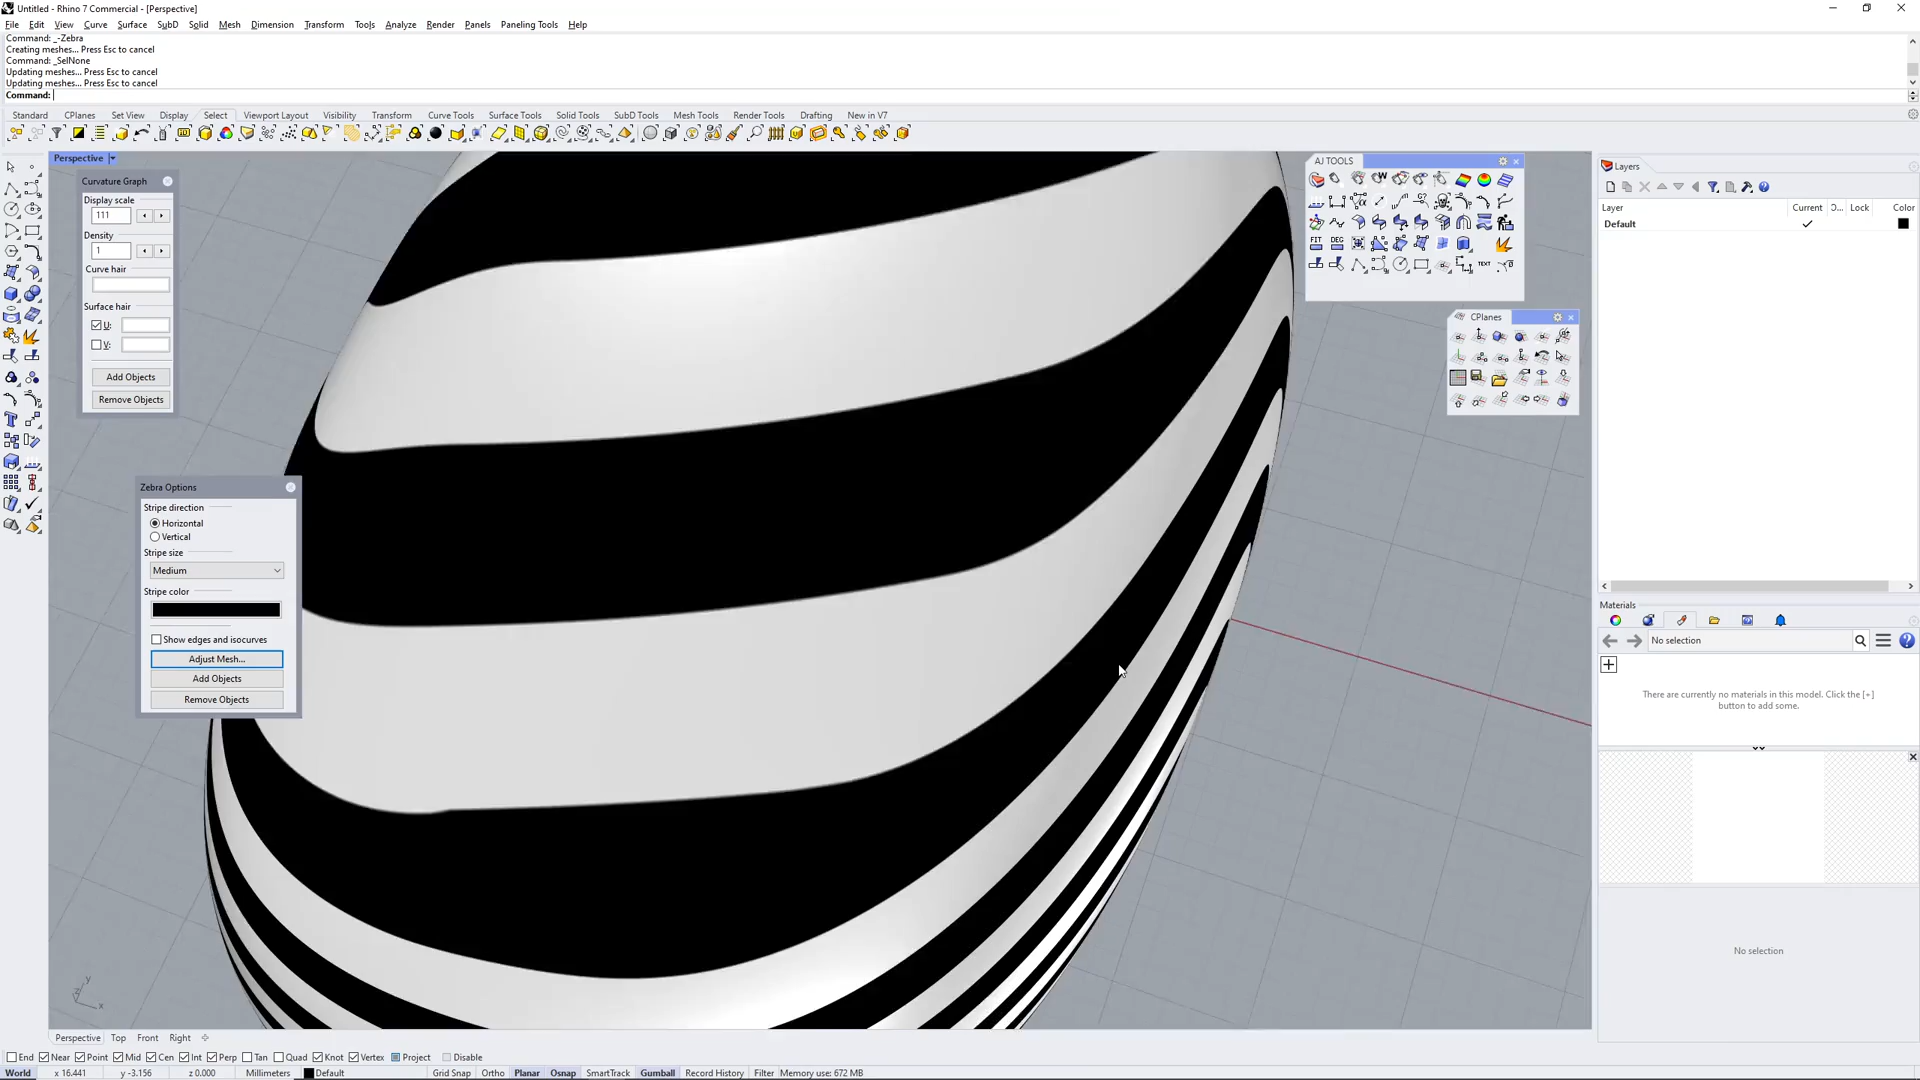 Untitled - Rhino 7 Commercial - [Perspective]
File Edit View Curve Surface SubD Solid Mesh Dimension Transform Tools Analyze Render Panels Paneling Tools Help
Command: _-Zebra
Creating meshes... Press Esc to cancel
Command: _SelNone
Updating meshes... Press Esc to cancel
Updating meshes... Press Esc to cancel
Command:
Standard CPlanes Set View Display Select Viewport Layout Visibility Transform Curve Tools Surface Tools Solid Tools SubD Tools Mesh Tools Render Tools Drafting New in V7
Perspective
Curvature Graph
Display scale
111
Density
1
Curve hair
Surface hair
U:
V:
Add Objects
Remove Objects
Zebra Options
Stripe direction
Horizontal
Vertical
Stripe size
Medium
Stripe color
Show edges and isocurves
Adjust Mesh...
Add Objects
Remove Objects
AJ TOOLS
FIT DEG
TEXT
CPlanes
Layers
Layer Current Ɔ... Lock Color
Default
Materials
No selection
There are currently no materials in this model. Click the [+]
button to add some.
No selection
y
x
Perspective Top Front Right
End Near Point Mid Cen Int Perp Tan Quad Knot Vertex Project Disable
World x 16.441 y -3.156 z 0.000 Millimeters Default Grid Snap Ortho Planar Osnap SmartTrack Gumball Record History Filter Memory use: 672 MB